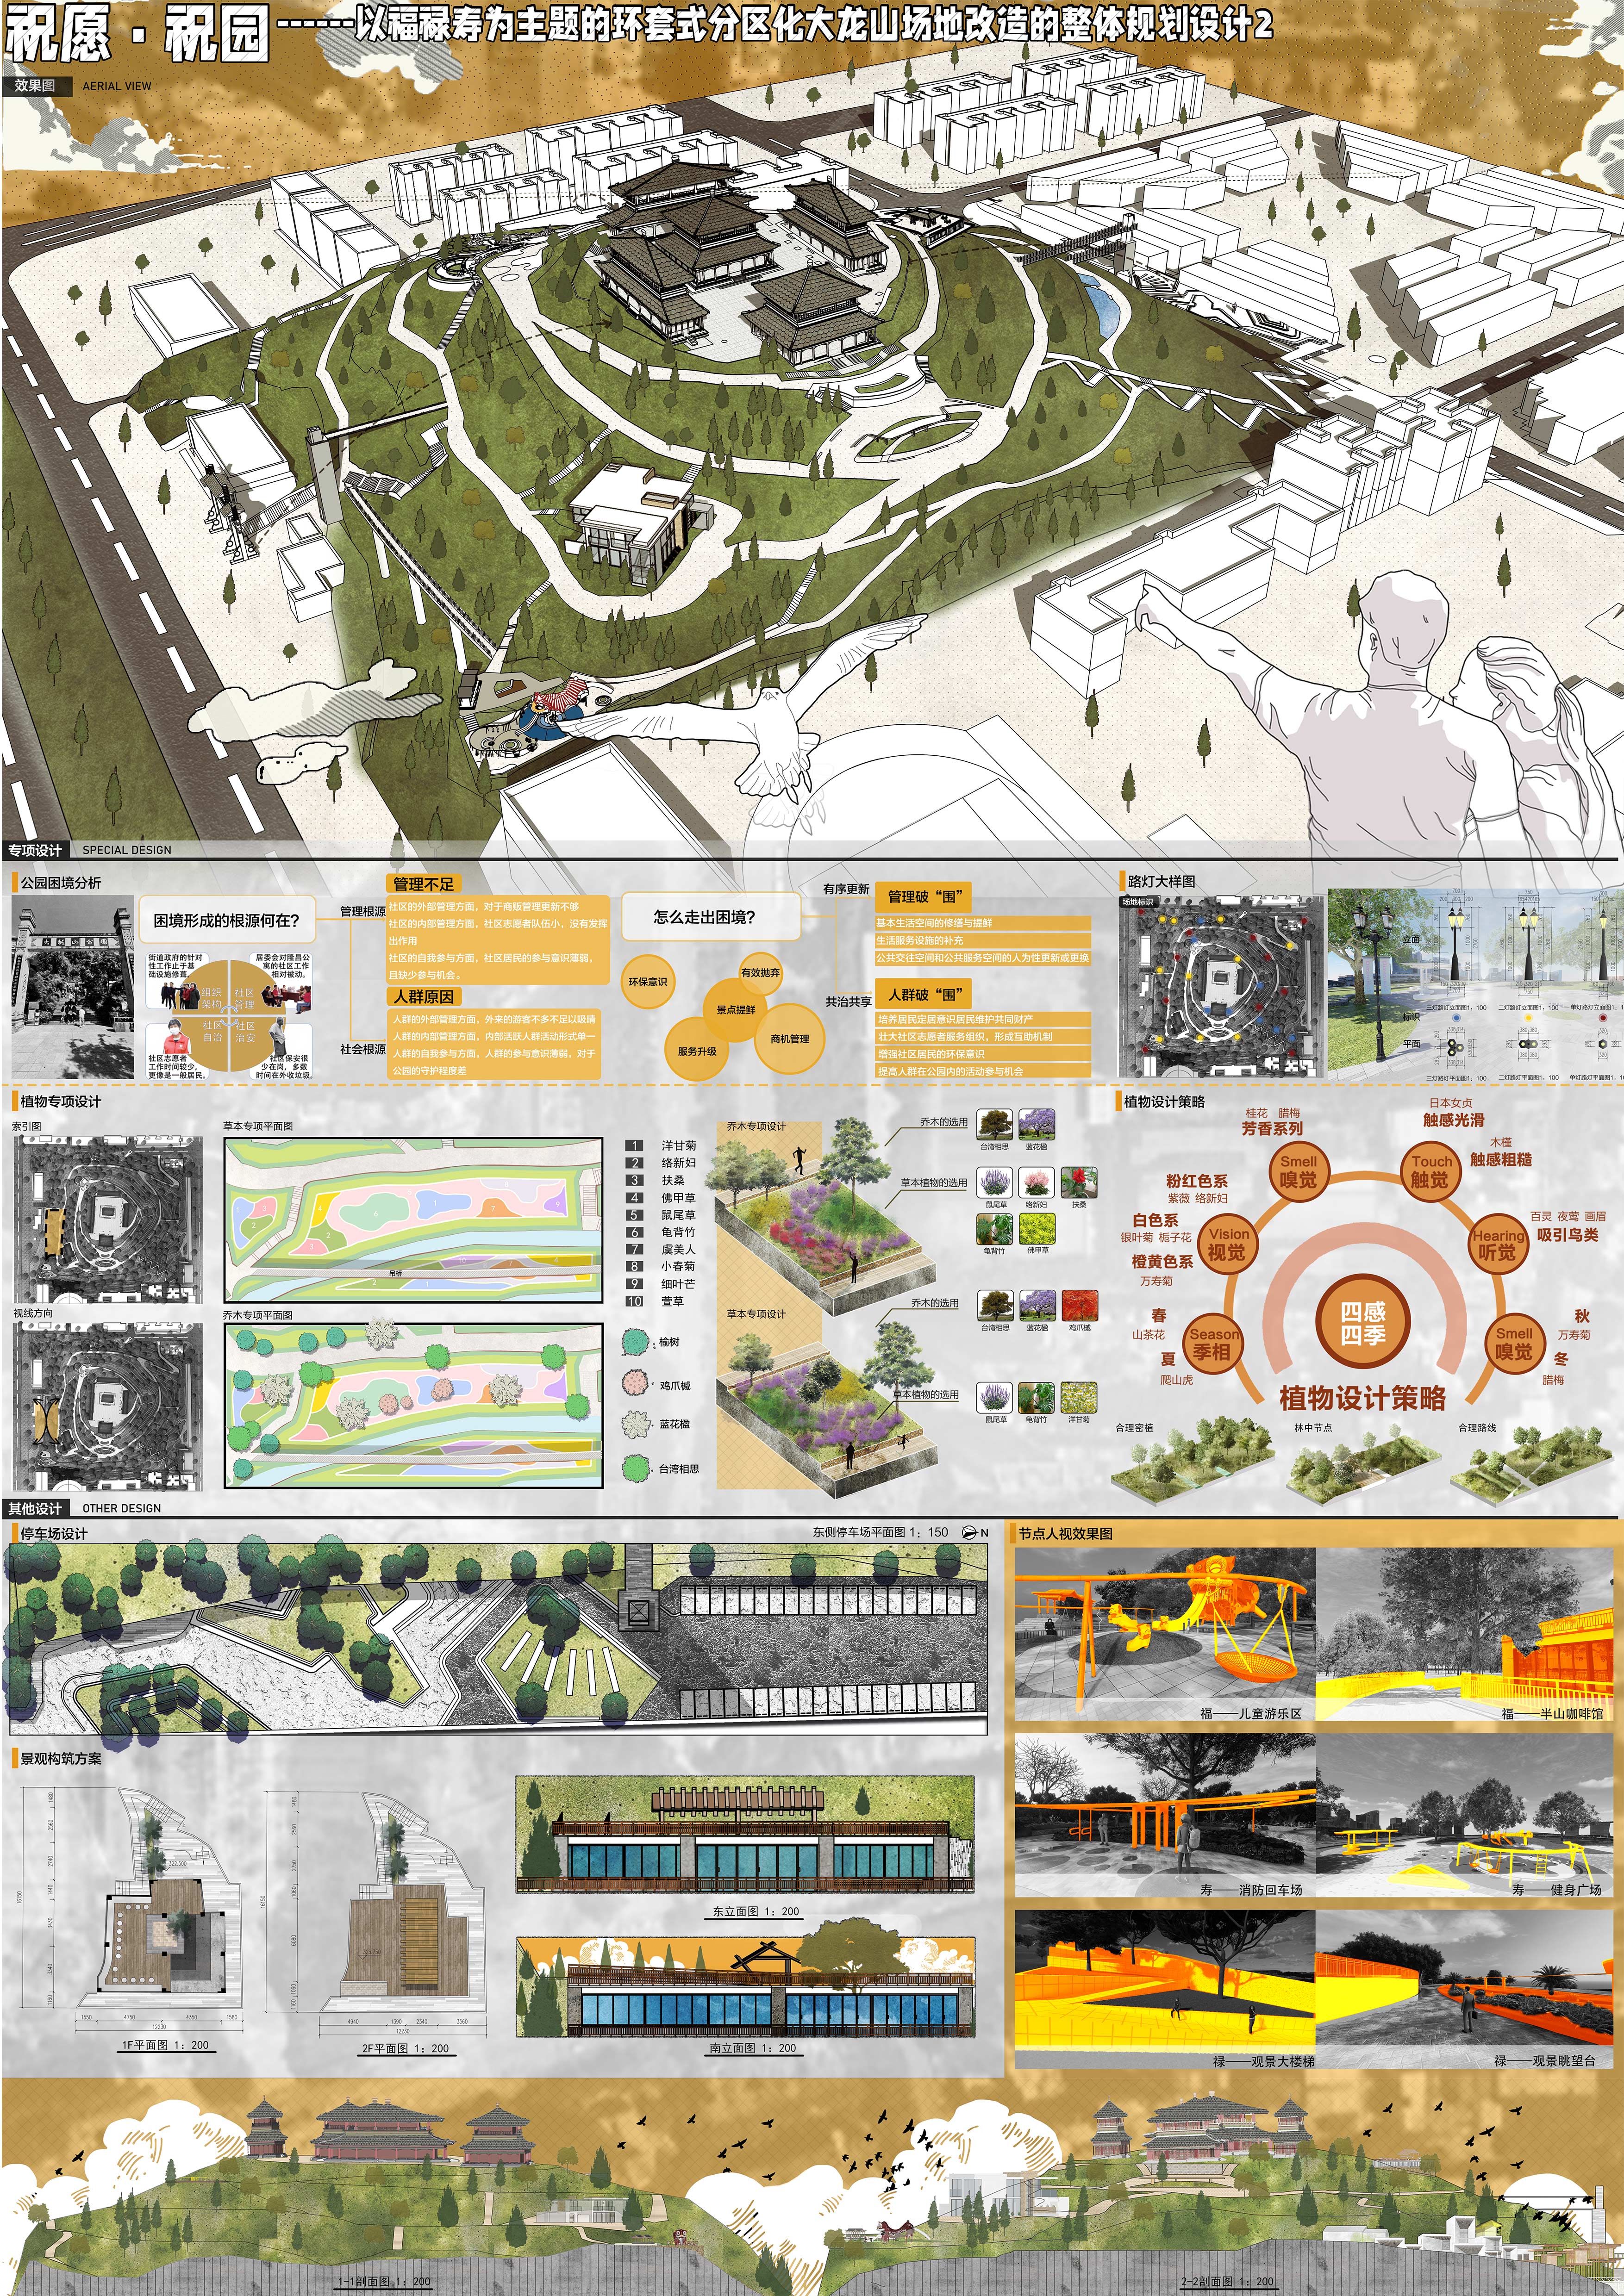 祝愿·祝园-----以福禄寿为主题的环套式分区化大龙山场地改造的整体规划设计2
效果图 AERIAL VIEW
专项设计 SPECIAL DESIGN
公园困境分析
困境形成的根源何在?
街道政府的针对
性工作止于基
础设施修葺。
居委会对隆昌公
寓的社区工作
相对被动。
组织
架构
社区
管理
社区
自治
社区
治安
社区志愿者
工作时间较少,
更像是一般居民。
社区保安很
少在岗,多数
时间在外收垃圾。
管理根源
社会根源
管理不足
社区的外部管理方面,对于商贩管理更新不够
社区的内部管理方面,社区志愿者队伍小,没有发挥
出作用
社区的自我参与方面,社区居民的参与意识薄弱,
且缺少参与机会。
人群原因
人群的外部管理方面,外来的游客不多不足以吸睛
人群的内部管理方面,内部活跃人群活动形式单一
人群的自我参与方面,人群的参与意识薄弱,对于
公园的守护程度差
怎么走出困境?
环保意识
有效抛弃
景点提鲜
服务升级
商机管理
有序更新
共治共享
管理破“围”
基本生活空间的修缮与提鲜
生活服务设施的补充
公共交往空间和公共服务空间的人为性更新或更换
人群破“围”
培养居民定居意识居民维护共同财产
壮大社区志愿者服务组织,形成互助机制
增强社区居民的环保意识
提高人群在公园内的活动参与机会
路灯大样图
场地标识
立面
三灯路灯立面图1:100
二灯路灯立面图1:100
单灯路灯立面图1:1
标识
平面
三灯路灯平面图1:100
二灯路灯平面图1:100
单灯路灯平面图1:1
植物专项设计
索引图
视线方向
草本专项平面图
吊桥
乔木专项平面图
1 洋甘菊
2 络新妇
3 扶桑
4 佛甲草
5 鼠尾草
6 龟背竹
7 虞美人
8 小春菊
9 细叶芒
10 萱草
榆树
鸡爪槭
蓝花楹
台湾相思
乔木专项设计
乔木的选用
台湾相思 蓝花楹
草本植物的选用
鼠尾草 络新妇 扶桑
龟背竹 佛甲草
草本专项设计
乔木的选用
台湾相思 蓝花楹 鸡爪槭
草本植物的选用
鼠尾草 龟背竹 洋甘菊
植物设计策略
桂花 腊梅
芳香系列
Smell
嗅觉
日本女贞
触感光滑
木槿
触感粗糙
Touch
触觉
粉红色系
紫薇 络新妇
白色系
银叶菊 栀子花
橙黄色系
万寿菊
Vision
视觉
百灵 夜莺 画眉
吸引鸟类
Hearing
听觉
春
山茶花
夏
爬山虎
Season
季相
秋
万寿菊
冬
腊梅
Smell
嗅觉
四感
四季
植物设计策略
合理密植
林中节点
合理路线
其他设计 OTHER DESIGN
停车场设计
东侧停车场平面图 1:150 N
景观构筑方案
1F平面图 1:200
2F平面图 1:200
东立面图 1:200
南立面图 1:200
1550 4750 4350 1580
12230
4940 1390 2340 3560
12230
节点人视效果图
福——儿童游乐区
福——半山咖啡馆
寿——消防回车场
寿——健身广场
禄——观景大楼梯
禄——观景眺望台
1-1剖面图 1:200
2-2剖面图 1:200